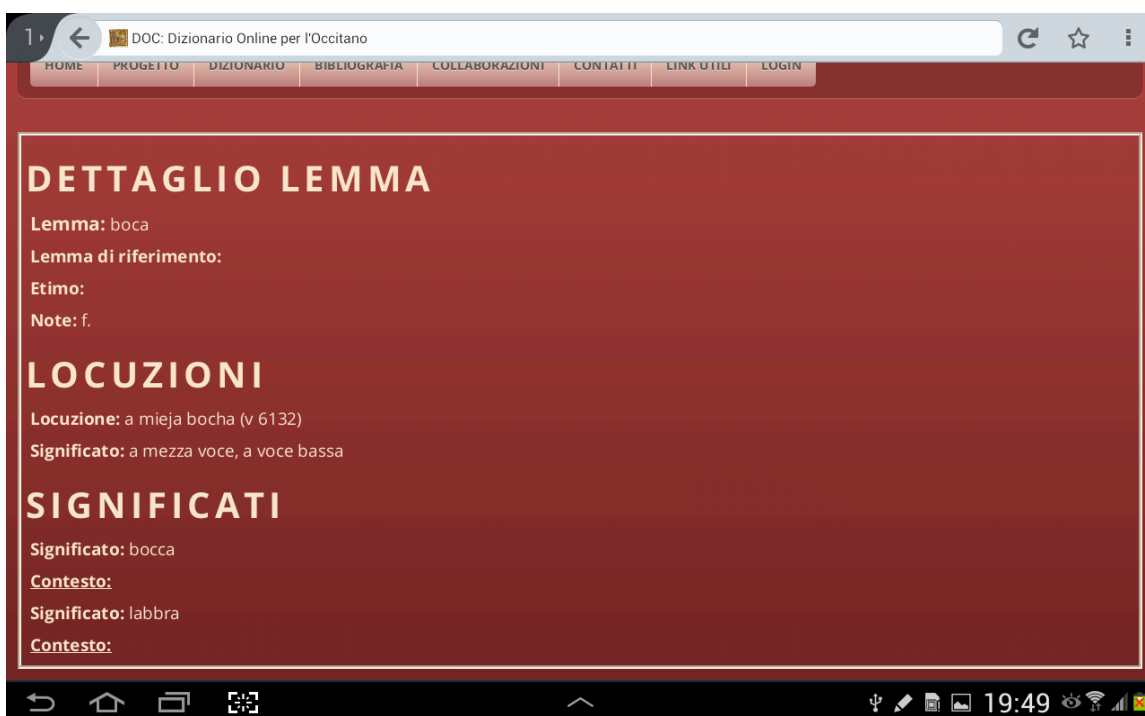 1
DOC: Dizionario Online per l'Occitano
HOME PROGETTO DIZIONARIO BIBLIOGRAFIA COLLABORAZIONI CONTATTI LINK UTILI LOGIN
DETTAGLIO LEMMA
Lemma: boca
Lemma di riferimento:
Etimo:
Note: f.
LOCUZIONI
Locuzione: a mieja bocha (v 6132)
Significato: a mezza voce, a voce bassa
SIGNIFICATI
Significato: bocca
Contesto:
Significato: labbra
Contesto:
19:49